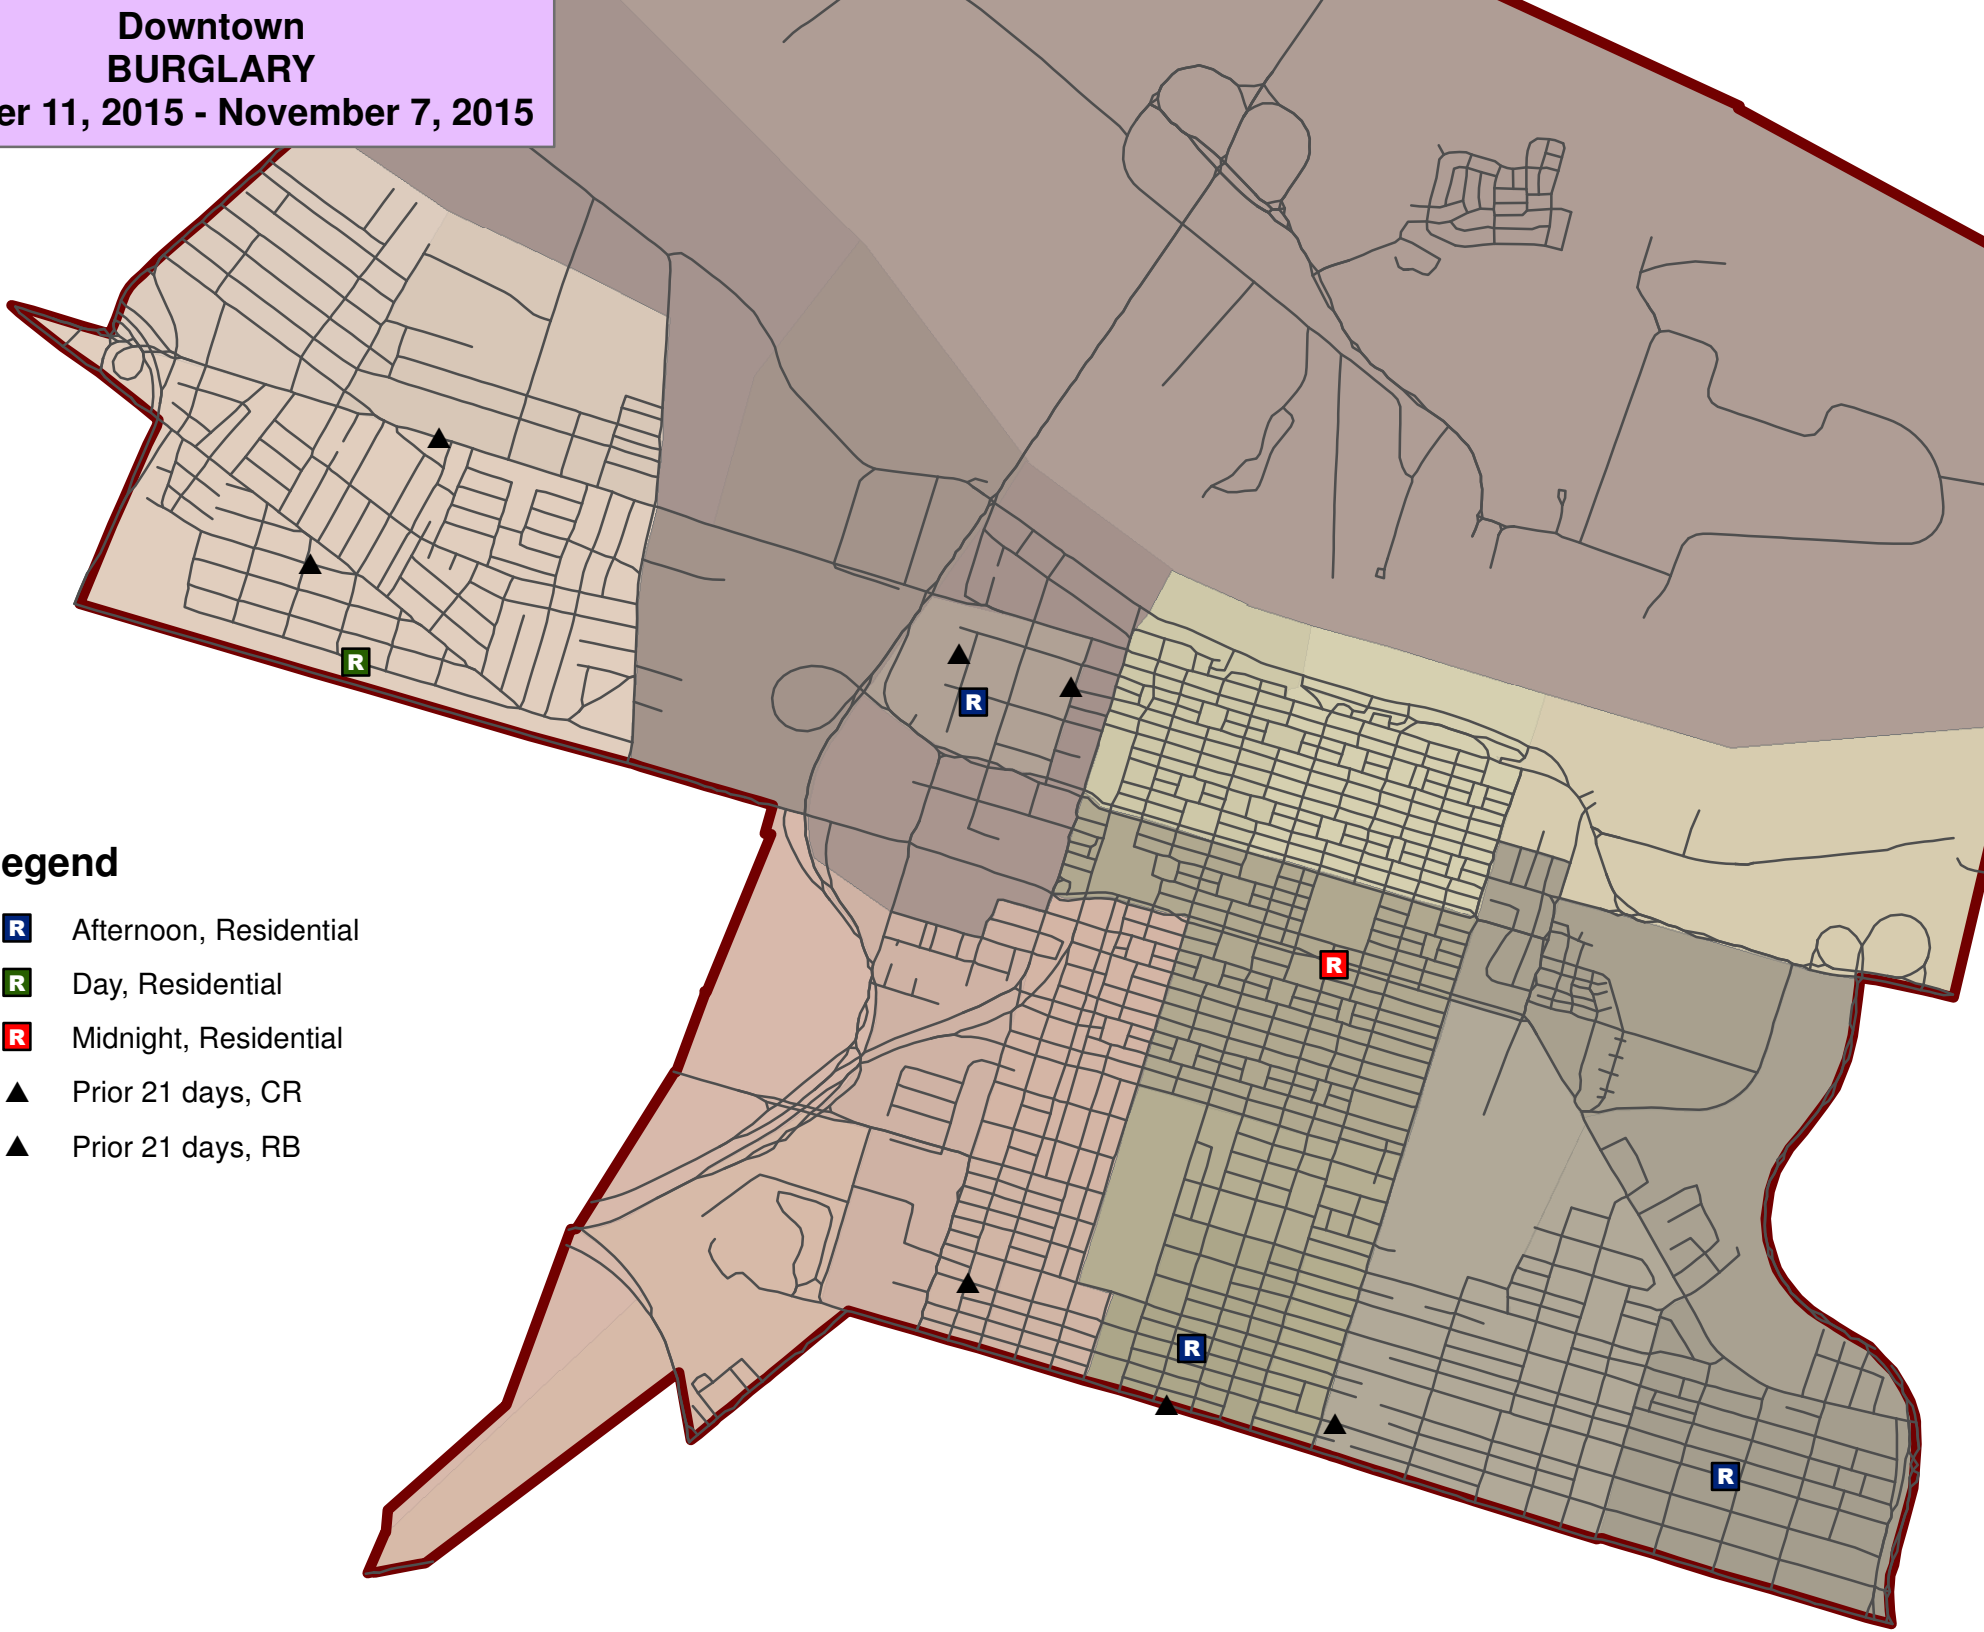 Downtown
BURGLARY
er 11, 2015 - November 7, 2015
R
R
R
R
R
R
egend
R Afternoon, Residential
R Day, Residential
R Midnight, Residential
Prior 21 days, CR
Prior 21 days, RB